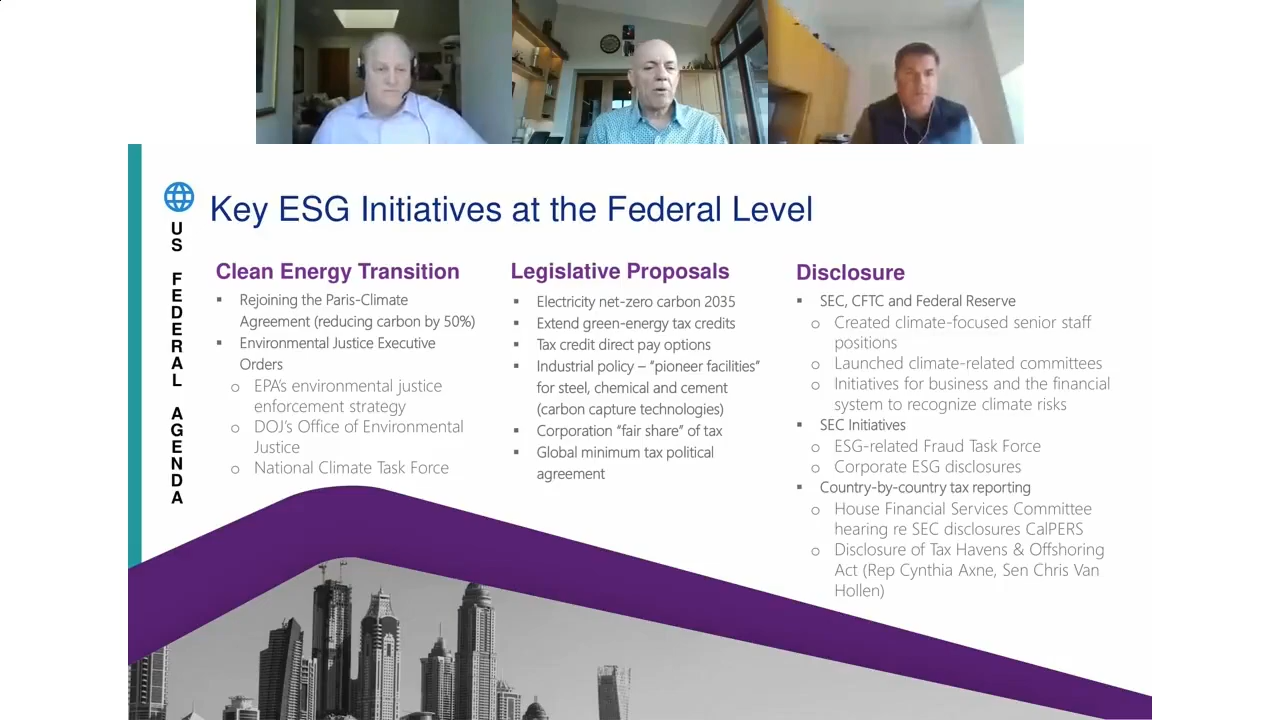 Key ESG Initiatives at the Federal Level
US FEDERAL AGENDA
Clean Energy Transition
▪ Rejoining the Paris-Climate
Agreement (reducing carbon by 50%)
▪ Environmental Justice Executive
Orders
o EPA's environmental justice
enforcement strategy
o DOJ's Office of Environmental
Justice
o National Climate Task Force
Legislative Proposals
▪ Electricity net-zero carbon 2035
▪ Extend green-energy tax credits
▪ Tax credit direct pay options
▪ Industrial policy – “pioneer facilities”
for steel, chemical and cement
(carbon capture technologies)
▪ Corporation “fair share” of tax
▪ Global minimum tax political
agreement
Disclosure
▪ SEC, CFTC and Federal Reserve
o Created climate-focused senior staff
positions
o Launched climate-related committees
o Initiatives for business and the financial
system to recognize climate risks
▪ SEC Initiatives
o ESG-related Fraud Task Force
o Corporate ESG disclosures
▪ Country-by-country tax reporting
o House Financial Services Committee
hearing re SEC disclosures CalPERS
o Disclosure of Tax Havens & Offshoring
Act (Rep Cynthia Axne, Sen Chris Van
Hollen)